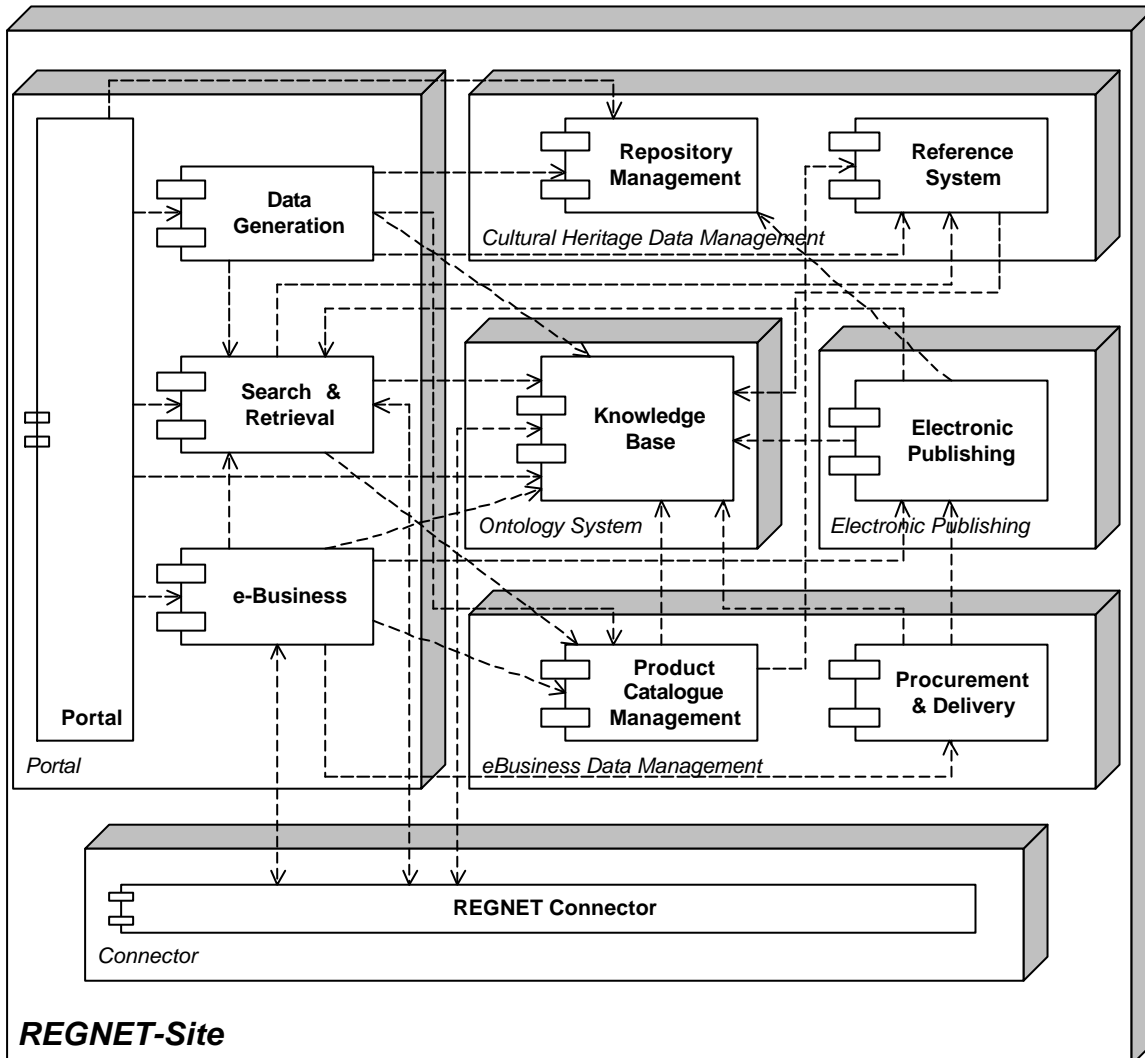 Repository
Management
Reference
System
Data
Generation
Cultural Heritage Data Management
Search & 
Retrieval
Knowledge
Base
Electronic
Publishing
Ontology System
Electronic Publishing
e-Business
Product
Catalogue
Management
Procurement
& Delivery
Portal
Portal
eBusiness Data Management
REGNET Connector
Connector
REGNET-Site